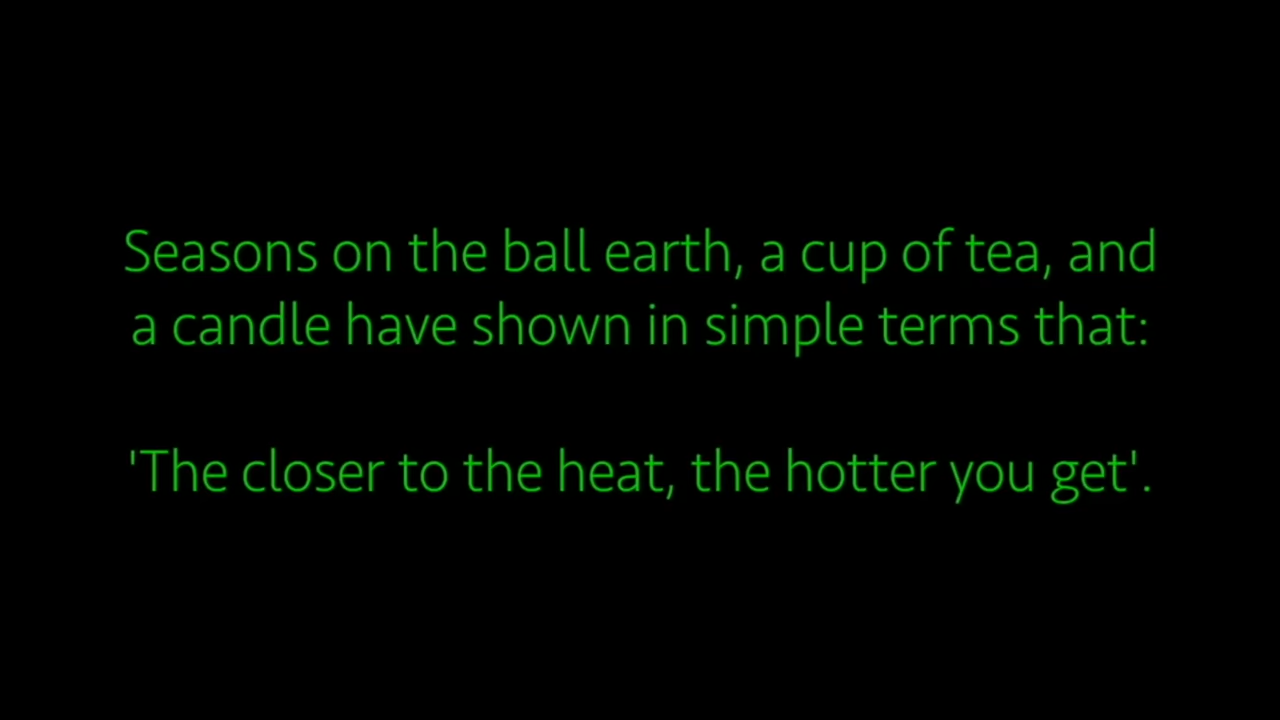 Seasons on the ball earth, a cup of tea, and
a candle have shown in simple terms that:
'The closer to the heat, the hotter you get'.